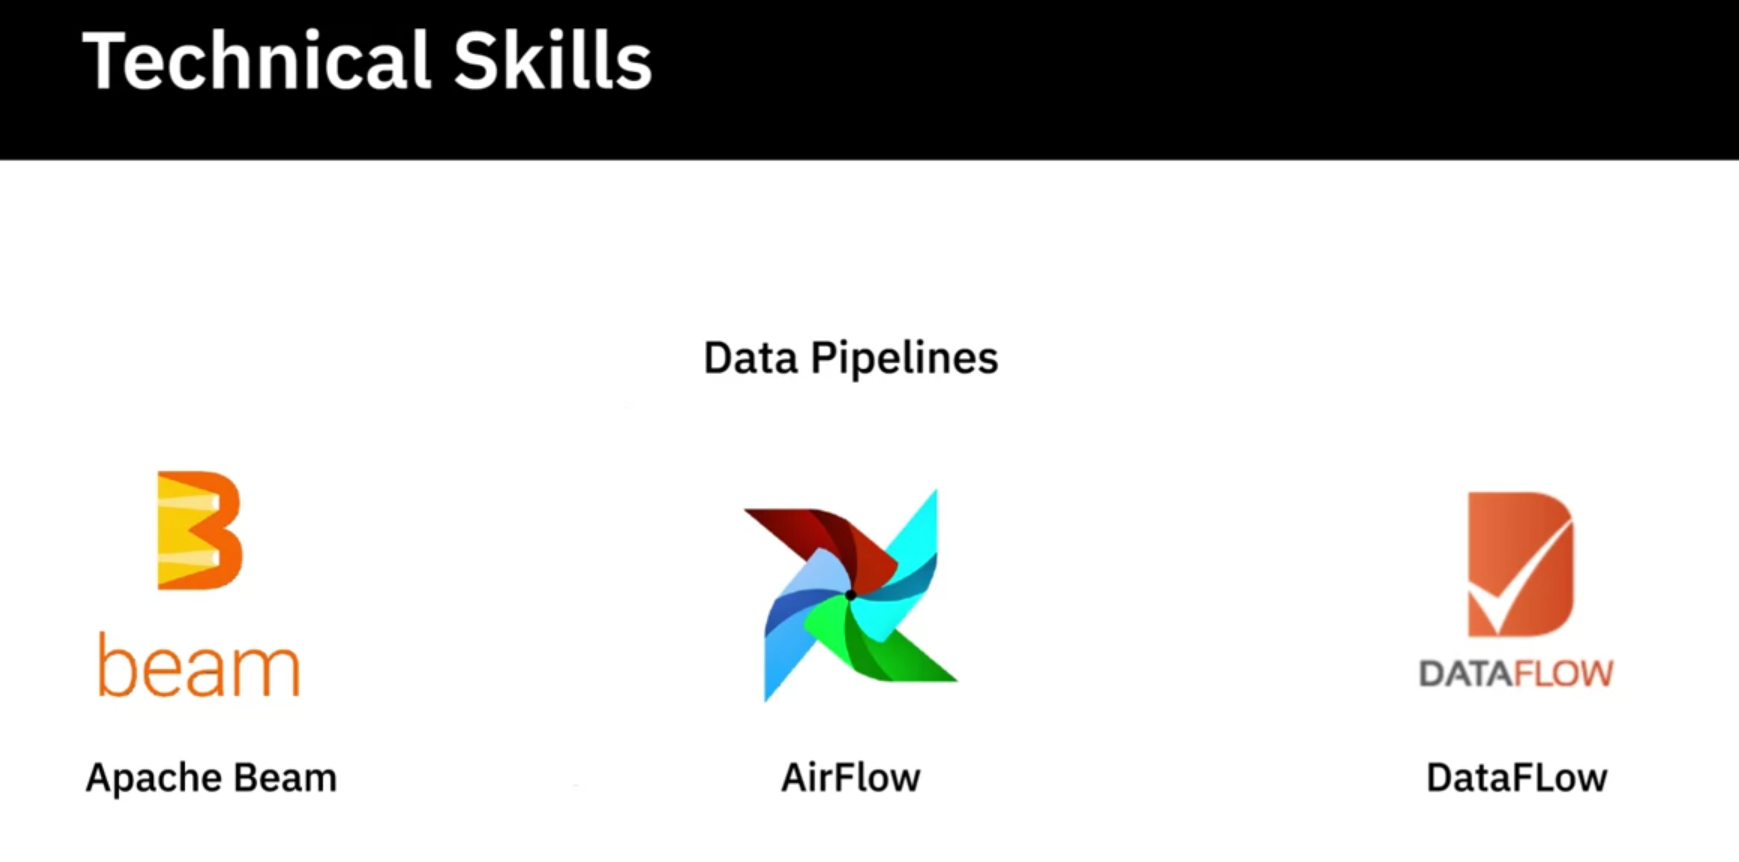 Technical Skills
Data Pipelines
beam
DATAFLOW
Apache Beam
AirFlow
DataFLow